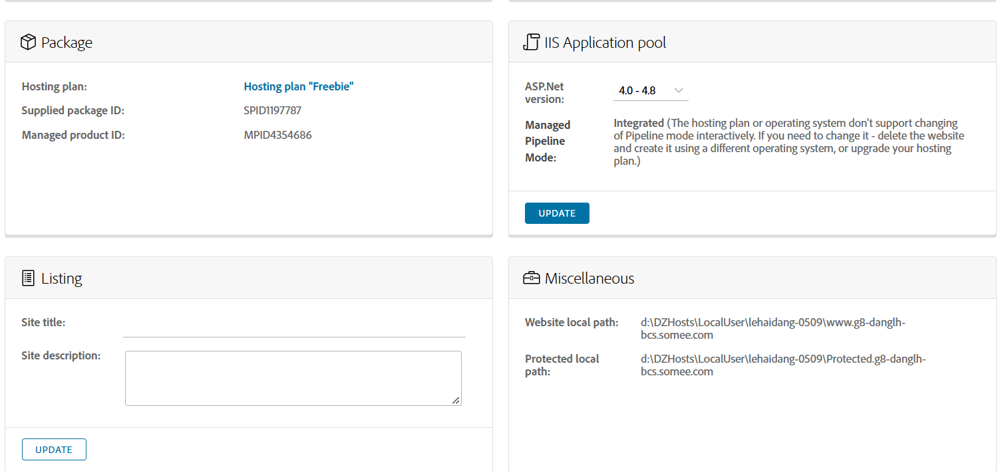 Package
Hosting plan: Hosting plan "Freebie"
Supplied package ID: SPID1197787
Managed product ID: MPID4354686
IIS Application pool
ASP.Net
version:
4.0 - 4.8
Managed
Pipeline
Mode:
Integrated (The hosting plan or operating system don't support changing
of Pipeline mode interactively. If you need to change it - delete the website
and create it using a different operating system, or upgrade your hosting
plan.)
UPDATE
Listing
Site title:
Site description:
UPDATE
Miscellaneous
Website local path:
d:\DZHosts\LocalUser\lehaidang-0509\www.g8-danglh-
bcs.somee.com
Protected local
path:
d:\DZHosts\LocalUser\lehaidang-0509\Protected.g8-danglh-
bcs.somee.com